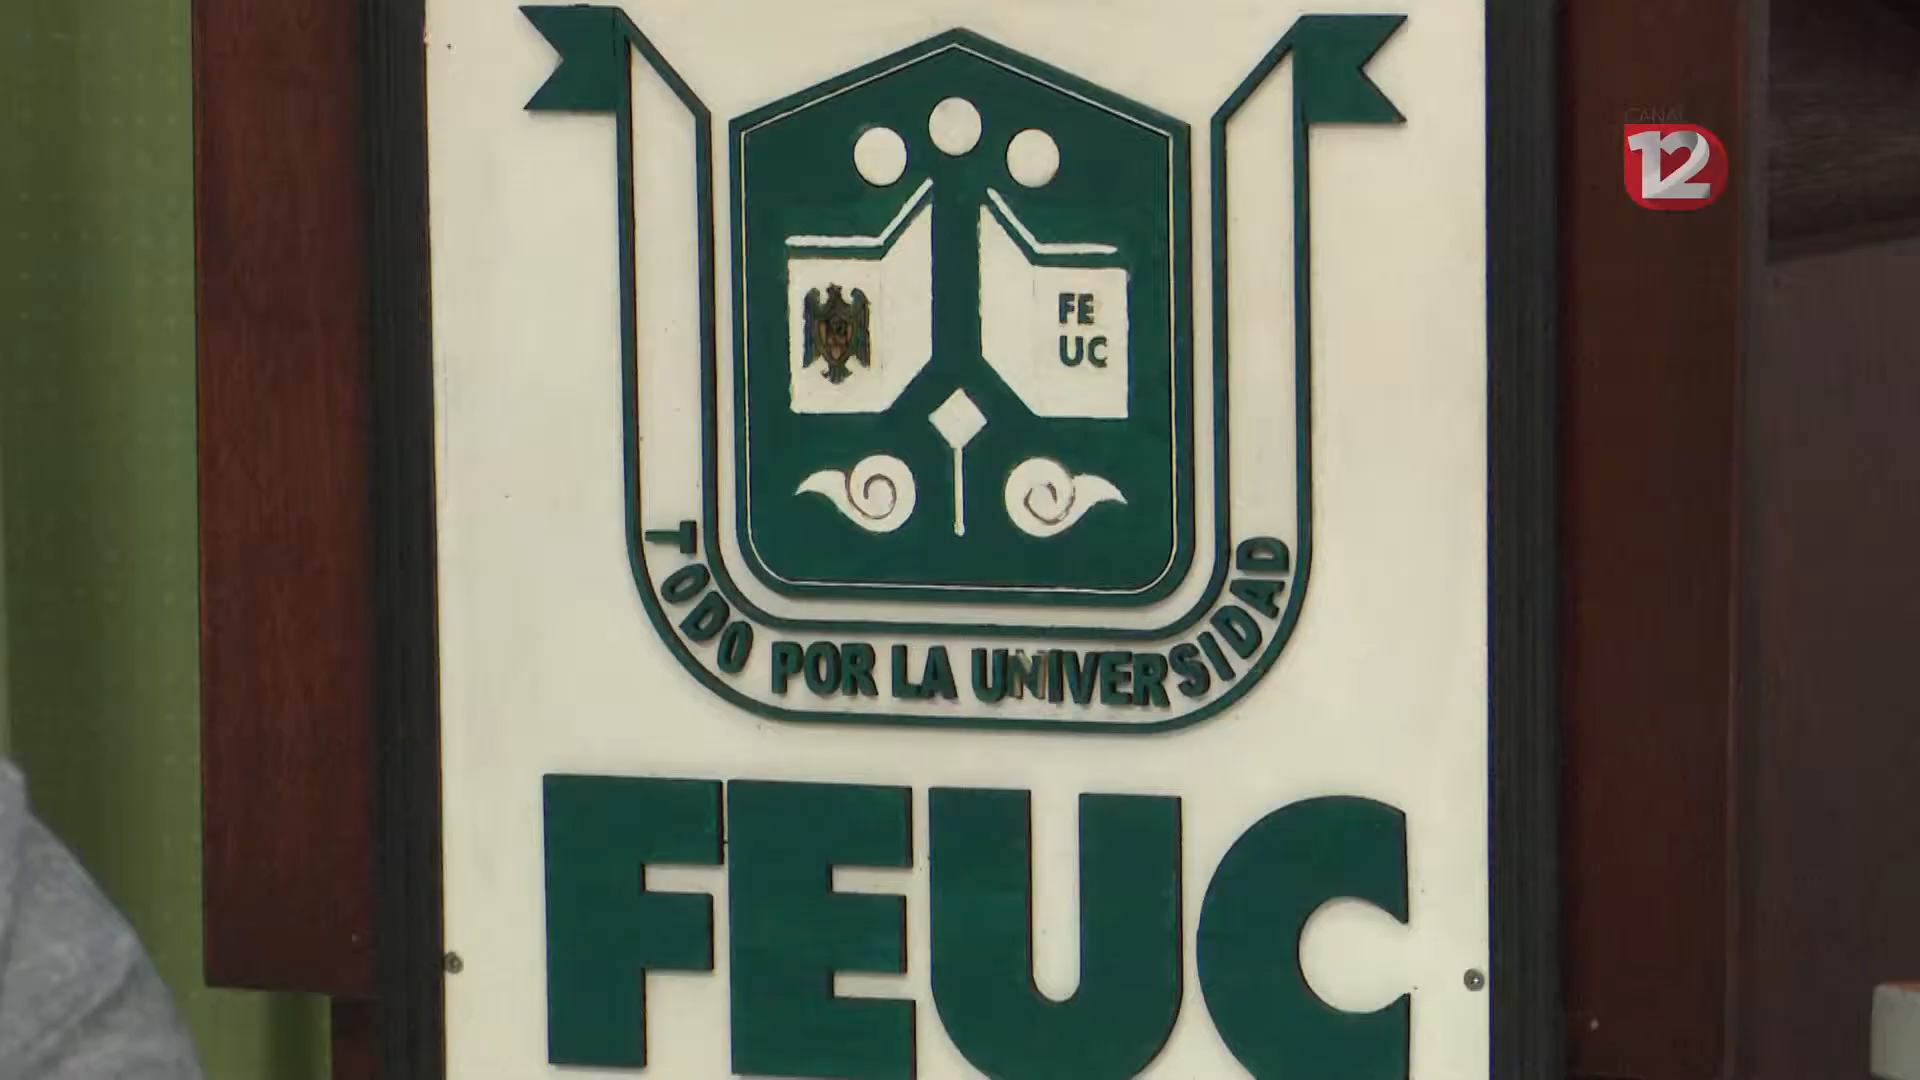 CANAL
12
FE
UC
TODO POR LA UNIVERSIDAD
FEUC